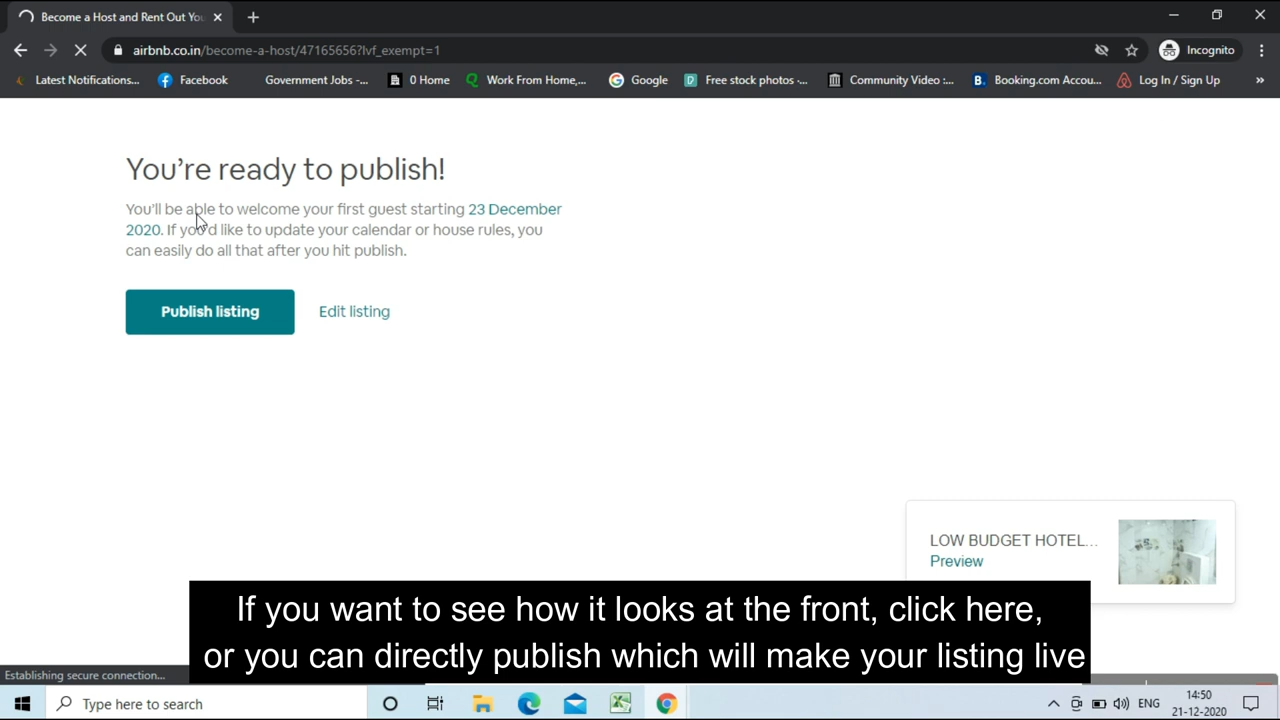 Become a Host and Rent Out You
airbnb.co.in/become-a-host/47165656?lvf_exempt=1
Incognito
Latest Notifications...
Facebook
Government Jobs -...
0 Home
Work From Home,...
Google
Free stock photos -...
Community Video :...
B. Booking.com Accou...
Log In / Sign Up
»
You're ready to publish!
You'll be able to welcome your first guest starting 23 December
2020. If you'd like to update your calendar or house rules, you
can easily do all that after you hit publish.
Publish listing
Edit listing
LOW BUDGET HOTEL...
Preview
If you want to see how it looks at the front, click here,
or you can directly publish which will make your listing live
Establishing secure connection...
Type here to search
ENG
14:50
21-12-2020